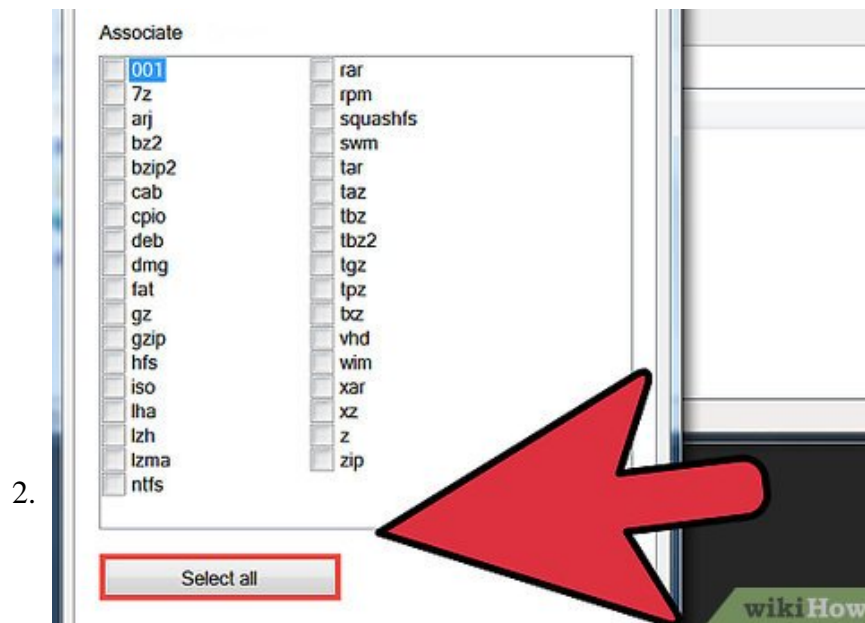 Associate
001
7z
arj
bz2
bzip2
cab
cpio
deb
dmg
fat
gz
gzip
hfs
iso
lha
lzh
lzma
ntfs
rar
rpm
squashfs
swm
tar
taz
tbz
tbz2
tgz
tpz
txz
vhd
wim
xar
xz
z
zip
2.
Select all
wikiHow